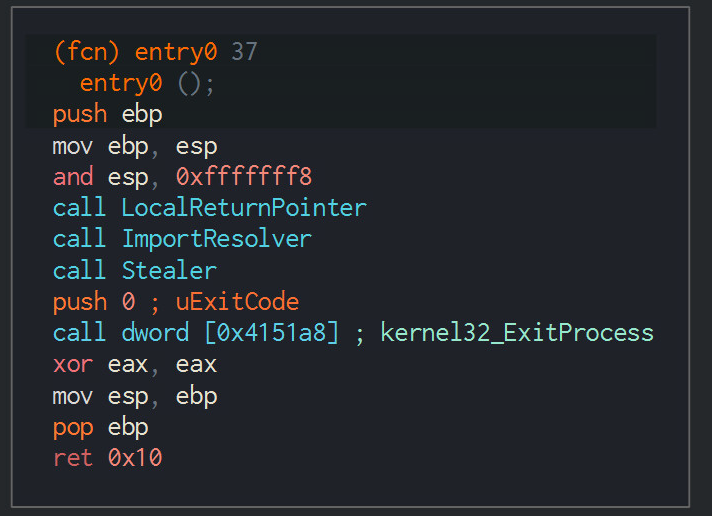 (fcn) entry0 37
entry0 ();
push ebp
mov ebp, esp
and esp, 0xfffffff8
call LocalReturnPointer
call ImportResolver
call Stealer
push 0 ; uExitCode
call dword [0x4151a8] ; kernel32_ExitProcess
xor eax, eax
mov esp, ebp
pop ebp
ret 0x10